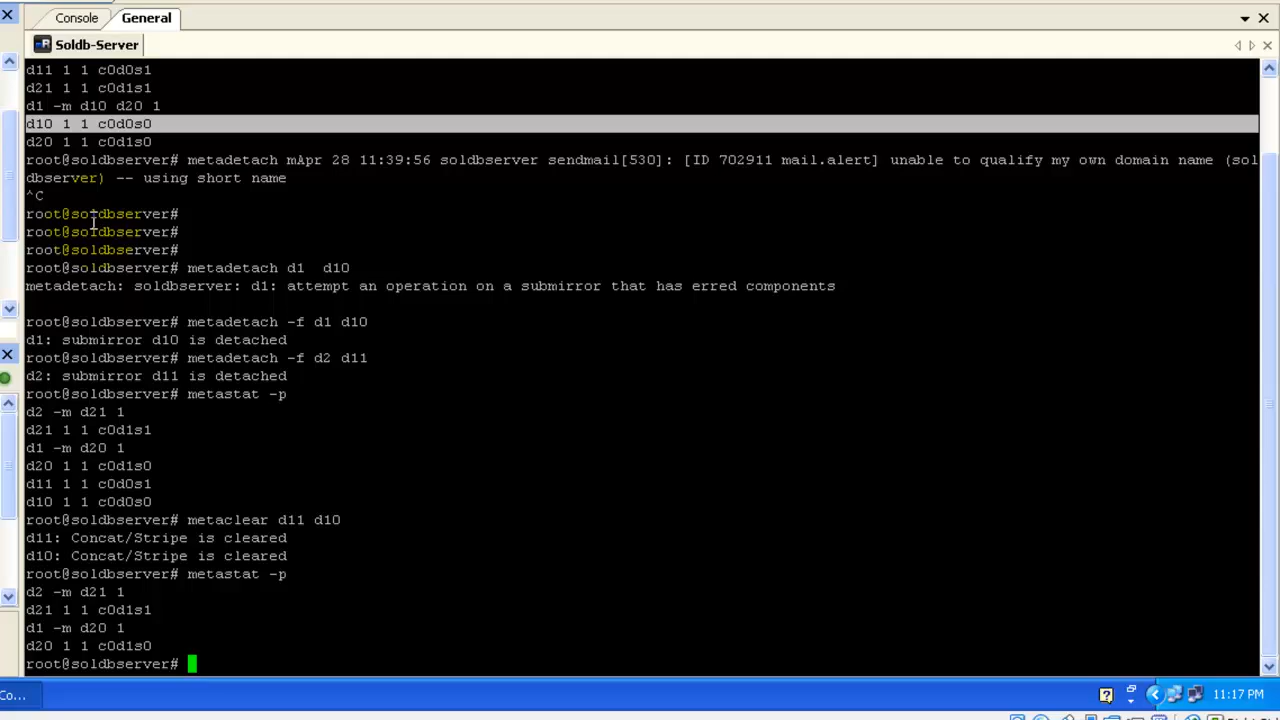 Console
General
Soldb-Server
d11 1 1 c0d0s1
d21 1 1 c0d1s1
d1 -m d10 d20 1
d10 1 1 c0d0s0
d20 1 1 c0d1s0
root@soldbserver# metadetach mApr 28 11:39:56 soldbserver sendmail[530]: [ID 702911 mail.alert] unable to qualify my own domain name (sol
dbserver) -- using short name
^C
root@soldbserver#
root@soldbserver#
root@soldbserver#
root@soldbserver# metadetach d1  d10
metadetach: soldbserver: d1: attempt an operation on a submirror that has erred components
root@soldbserver# metadetach -f d1 d10
d1: submirror d10 is detached
root@soldbserver# metadetach -f d2 d11
d2: submirror d11 is detached
root@soldbserver# metastat -p
d2 -m d21 1
d21 1 1 c0d1s1
d1 -m d20 1
d20 1 1 c0d1s0
d11 1 1 c0d0s1
d10 1 1 c0d0s0
root@soldbserver# metaclear d11 d10
d11: Concat/Stripe is cleared
d10: Concat/Stripe is cleared
root@soldbserver# metastat -p
d2 -m d21 1
d21 1 1 c0d1s1
d1 -m d20 1
d20 1 1 c0d1s0
root@soldbserver#
Co...
11:17 PM